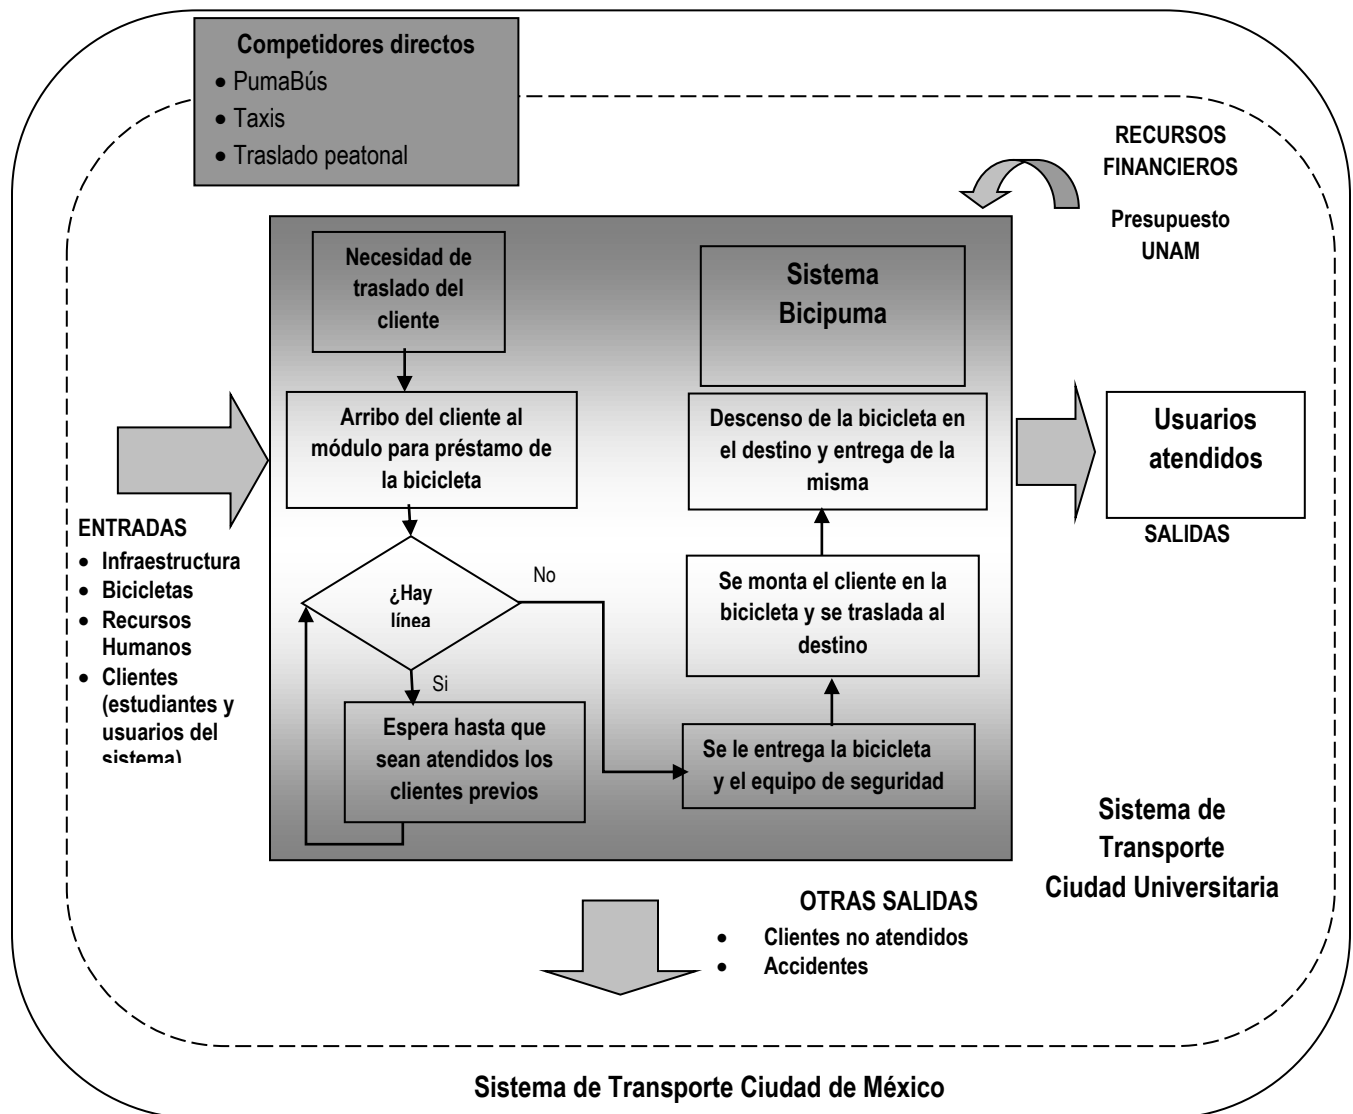 Competidores directos
• PumaBús
• Taxis
• Traslado peatonal
RECURSOS
FINANCIEROS
Presupuesto
UNAM
Necesidad de
traslado del
cliente
Sistema
Bicipuma
Arribo del cliente al
módulo para préstamo de
la bicicleta
Descenso de la bicicleta en
el destino y entrega de la
misma
Usuarios
atendidos
SALIDAS
ENTRADAS
• Infraestructura
• Bicicletas
• Recursos
Humanos
• Clientes
(estudiantes y
usuarios del
sistema)
¿Hay
línea
No
Si
Se monta el cliente en la
bicicleta y se traslada al
destino
Espera hasta que
sean atendidos los
clientes previos
Se le entrega la bicicleta
y el equipo de seguridad
Sistema de
Transporte
Ciudad Universitaria
OTRAS SALIDAS
• Clientes no atendidos
• Accidentes
Sistema de Transporte Ciudad de México